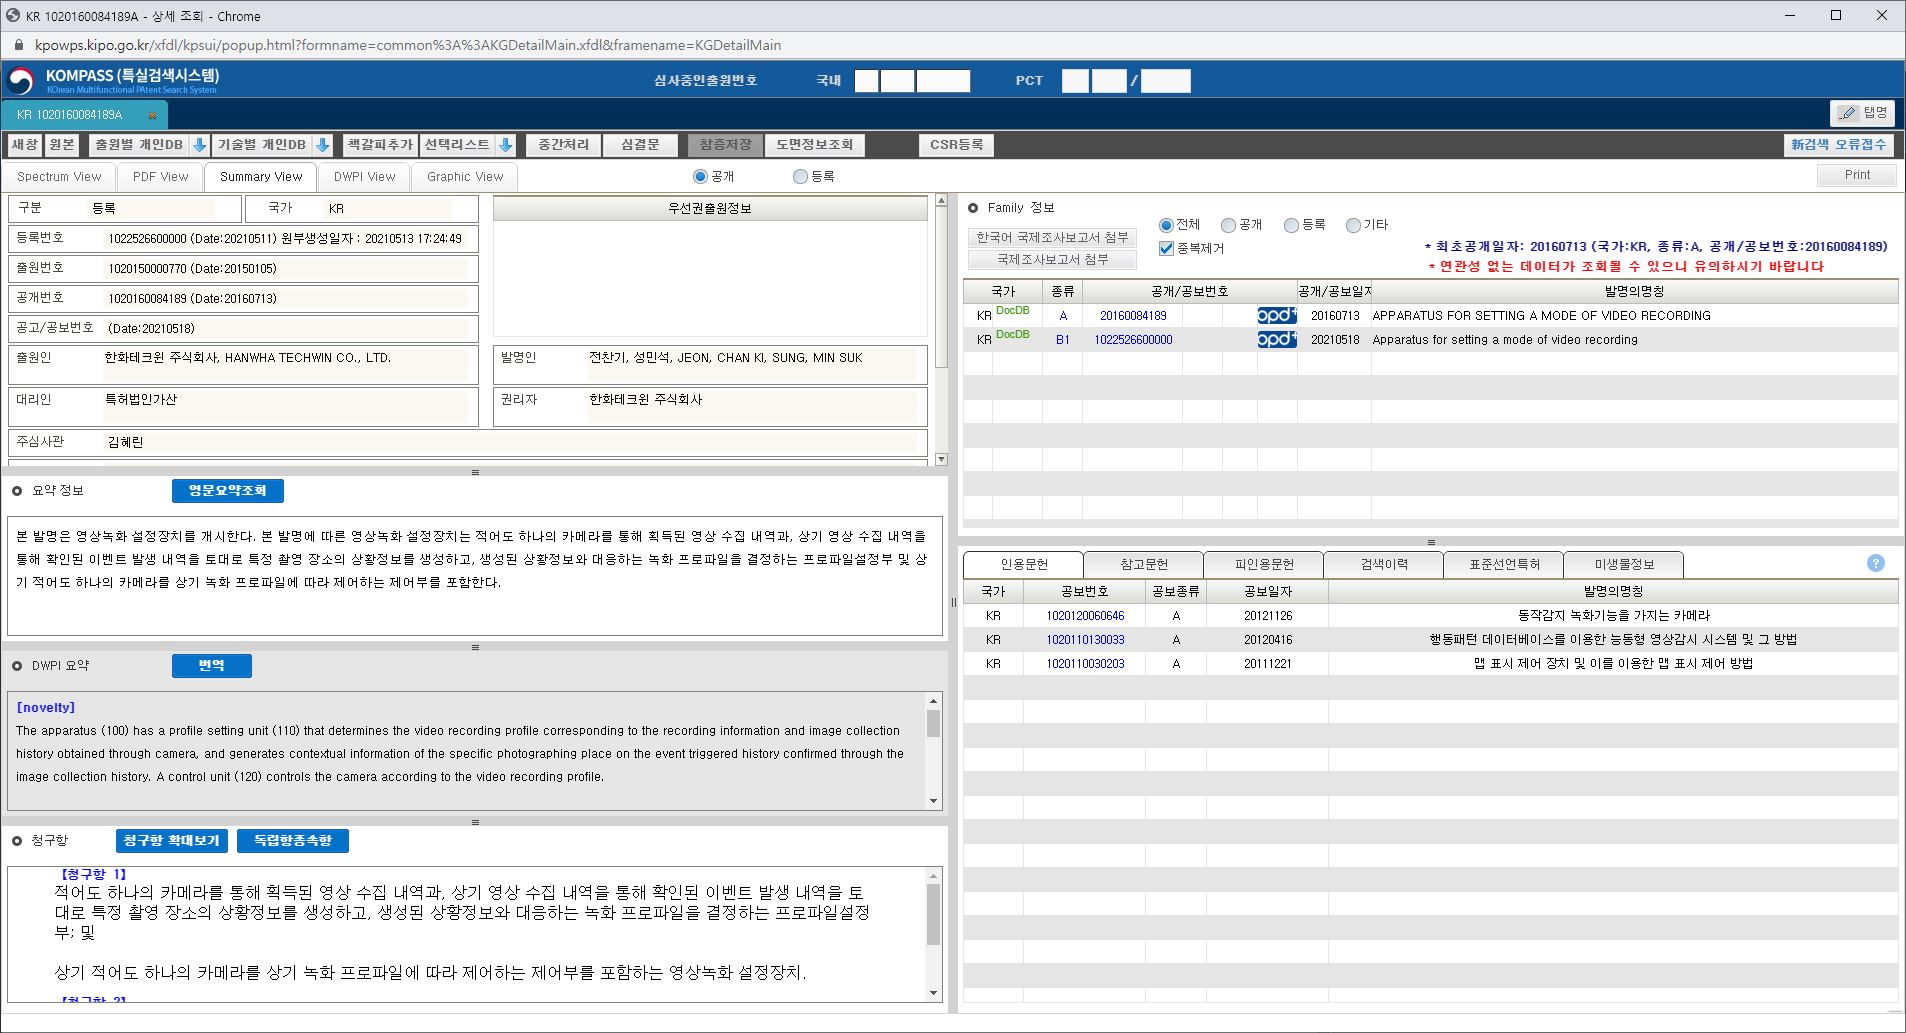 KR 1020160084189A - 상세 조회 - Chrome
kpowps.kipo.go.kr/xfdl/kpsui/popup.html?formname=common%3A%3AKGDetailMain.xfdl&framename=KGDetailMain
KOMPASS (특실검색시스템)
KOrean Multifunctional PAtent Search System
심사중인출원번호 국내 PCT /
KR 1020160084189A
탭명
새창 원본 출원별 개인DB 기술별 개인DB 책갈피추가 선택리스트 중간처리 심결문 참증저장 도면정보조회 CSR등록 新검색 오류접수
Spectrum View PDF View Summary View DWPI View Graphic View 공개 등록 Print
구분 등록 국가 KR
등록번호 1022526600000 (Date:20210511) 원부생성일자 : 20210513 17:24:49
출원번호 1020150000770 (Date:20150105)
공개번호 1020160084189 (Date:20160713)
공고/공보번호 (Date:20210518)
출원인 한화테크윈 주식회사, HANWHA TECHWIN CO., LTD.
대리인 특허법인가산
주심사관 김혜린
우선권출원정보
발명인 전찬기, 성민석, JEON, CHAN KI, SUNG, MIN SUK
권리자 한화테크윈 주식회사
요약 정보 영문요약조회
본 발명은 영상녹화 설정장치를 개시한다. 본 발명에 따른 영상녹화 설정장치는 적어도 하나의 카메라를 통해 획득된 영상 수집 내역과, 상기 영상 수집 내역을
통해 확인된 이벤트 발생 내역을 토대로 특정 촬영 장소의 상황정보를 생성하고, 생성된 상황정보와 대응하는 녹화 프로파일을 결정하는 프로파일설정부 및 상
기 적어도 하나의 카메라를 상기 녹화 프로파일에 따라 제어하는 제어부를 포함한다.
DWPI 요약 번역
[novelty]
The apparatus (100) has a profile setting unit (110) that determines the video recording profile corresponding to the recording information and image collection
history obtained through camera, and generates contextual information of the specific photographing place on the event triggered history confirmed through the
image collection history. A control unit (120) controls the camera according to the video recording profile.
청구항 청구항 확대보기 독립항종속항
【청구항 1】
적어도 하나의 카메라를 통해 획득된 영상 수집 내역과, 상기 영상 수집 내역을 통해 확인된 이벤트 발생 내역을 토
대로 특정 촬영 장소의 상황정보를 생성하고, 생성된 상황정보와 대응하는 녹화 프로파일을 결정하는 프로파일설정
부; 및
상기 적어도 하나의 카메라를 상기 녹화 프로파일에 따라 제어하는 제어부를 포함하는 영상녹화 설정장치.
【청구항 2】
Family 정보
한국어 국제조사보고서 첨부
국제조사보고서 첨부
전체 공개 등록 기타
중복제거
* 최초공개일자: 20160713 (국가:KR, 종류:A, 공개/공보번호:20160084189)
* 연관성 없는 데이터가 조회될 수 있으니 유의하시기 바랍니다
국가 종류 공개/공보번호 공개/공보일자 발명의명칭
KR DocDB A 20160084189 opd+ 20160713 APPARATUS FOR SETTING A MODE OF VIDEO RECORDING
KR DocDB B1 1022526600000 opd+ 20210518 Apparatus for setting a mode of video recording
인용문헌 참고문헌 피인용문헌 검색이력 표준선언특허 미생물정보 ?
국가 공보번호 공보종류 공보일자 발명의명칭
KR 1020120060646 A 20121126 동작감지 녹화기능을 가지는 카메라
KR 1020110130033 A 20120416 행동패턴 데이터베이스를 이용한 능동형 영상감시 시스템 및 그 방법
KR 1020110030203 A 20111221 맵 표시 제어 장치 및 이를 이용한 맵 표시 제어 방법